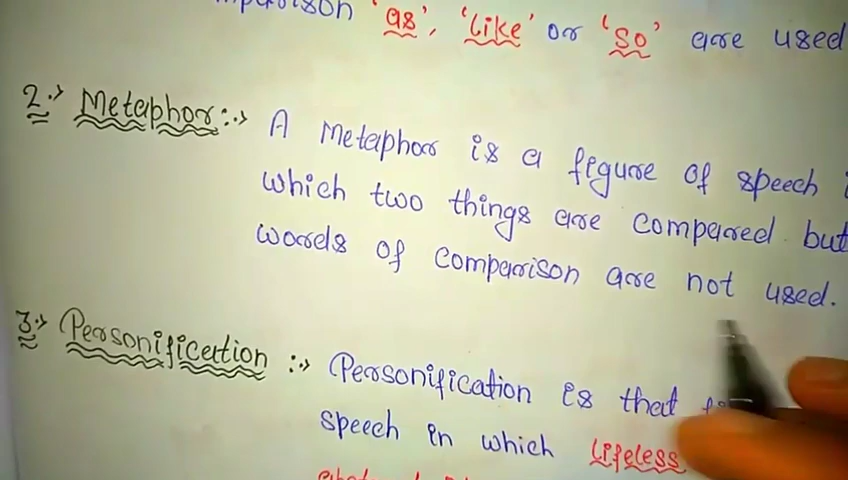 'as', 'like' or 'so' are used
2. Metaphor: A Metaphor is a figure of speech
which two things are compared but
words of comparison are not used.
3. Personification: Personification is that
speech in which lifeless